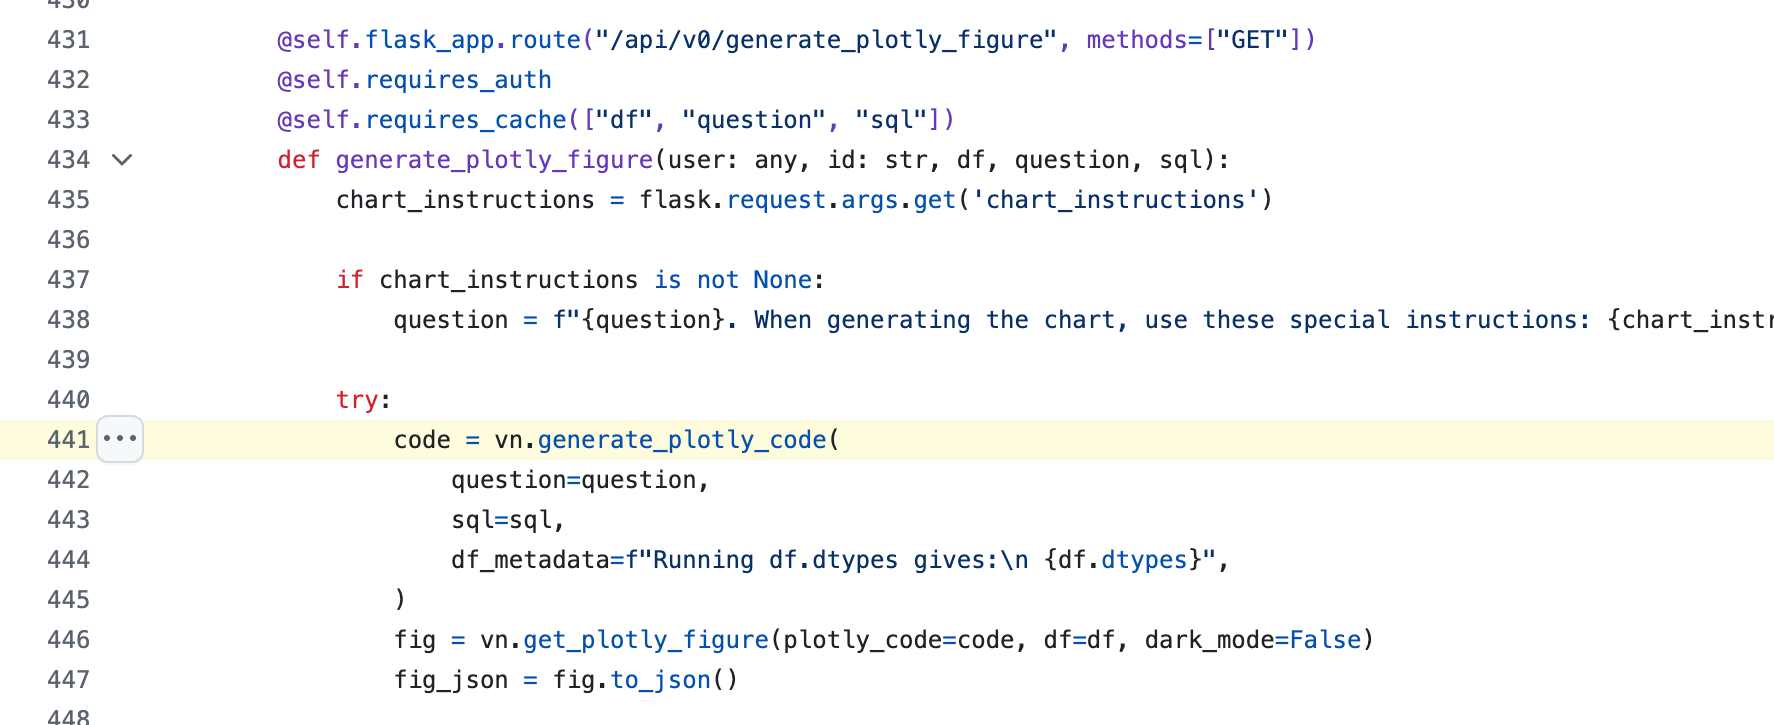 430
431 @self.flask_app.route("/api/v0/generate_plotly_figure", methods=["GET"])
432 @self.requires_auth
433 @self.requires_cache(["df", "question", "sql"])
434 def generate_plotly_figure(user: any, id: str, df, question, sql):
435 chart_instructions = flask.request.args.get('chart_instructions')
436
437 if chart_instructions is not None:
438 question = f"{question}. When generating the chart, use these special instructions: {chart_instr
439
440 try:
441 code = vn.generate_plotly_code(
442 question=question,
443 sql=sql,
444 df_metadata=f"Running df.dtypes gives:\n {df.dtypes}",
445 )
446 fig = vn.get_plotly_figure(plotly_code=code, df=df, dark_mode=False)
447 fig_json = fig.to_json()
448